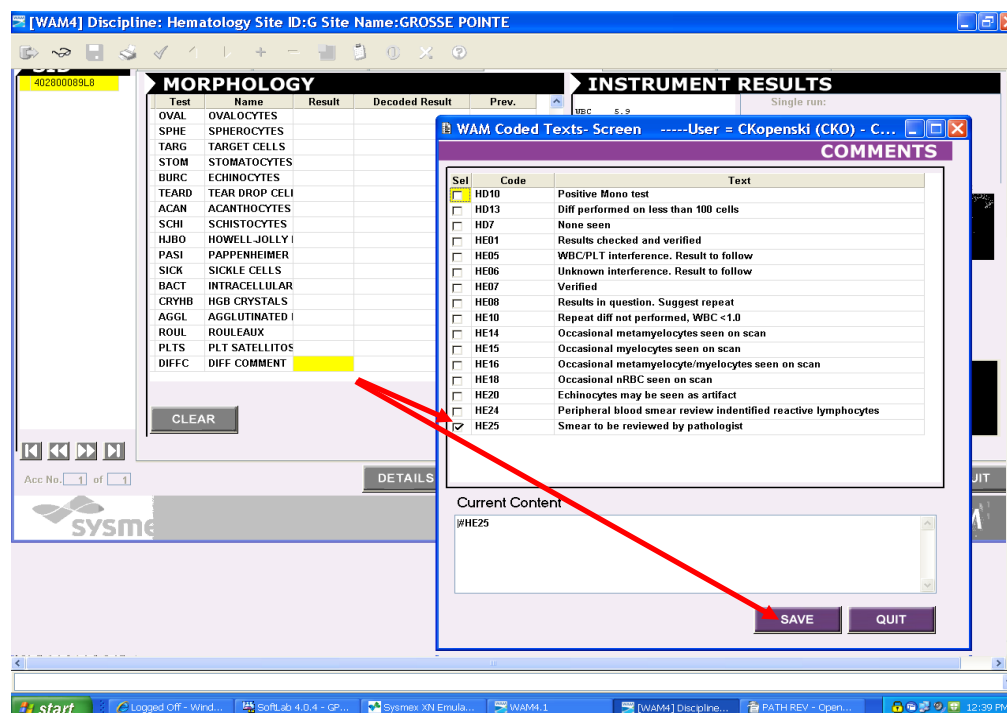 [WAM4] Discipline: Hematology Site ID:G Site Name:GROSSE POINTE
402800089L8
MORPHOLOGY
Test Name Result Decoded Result Prev.
OVAL OVALOCYTES
SPHE SPHEROCYTES
TARG TARGET CELLS
STOM STOMATOCYTES
BURC ECHINOCYTES
TEARD TEAR DROP CELI
ACAN ACANTHOCYTES
SCHI SCHISTOCYTES
HJBO HOWELL-JOLLY
PASI PAPPENHEIMER
SICK SICKLE CELLS
BACT INTRACELLULAR
CRYHB HGB CRYSTALS
AGGL AGGLUTINATED
ROUL ROULEAUX
PLTS PLT SATELLITOS
DIFFC DIFF COMMENT
CLEAR
Acc No. 1 of 1
DETAILS
sysme
INSTRUMENT RESULTS
WBC 5.9
Single run:
WAM Coded Texts- Screen -----User = CKopenski (CKO) - C...
COMMENTS
Sel Code Text
HD10 Positive Mono test
HD13 Diff performed on less than 100 cells
HD7 None seen
HE01 Results checked and verified
HE05 WBC/PLT interference. Result to follow
HE06 Unknown interference. Result to follow
HE07 Verified
HE08 Results in question. Suggest repeat
HE10 Repeat diff not performed, WBC <1.0
HE14 Occasional metamyelocytes seen on scan
HE15 Occasional myelocytes seen on scan
HE16 Occasional metamyelocyte/myelocytes seen on scan
HE18 Occasional nRBC seen on scan
HE20 Echinocytes may be seen as artifact
HE24 Peripheral blood smear review indentified reactive lymphocytes
HE25 Smear to be reviewed by pathologist
Current Content
|#HE25
SAVE QUIT
UIT
start Logged Off - Wind... SoftLab 4.0.4 - GP... Sysmex XN Emula... WAM4.1 [WAM4] Discipline... PATH REV - Open... 12:39 PM